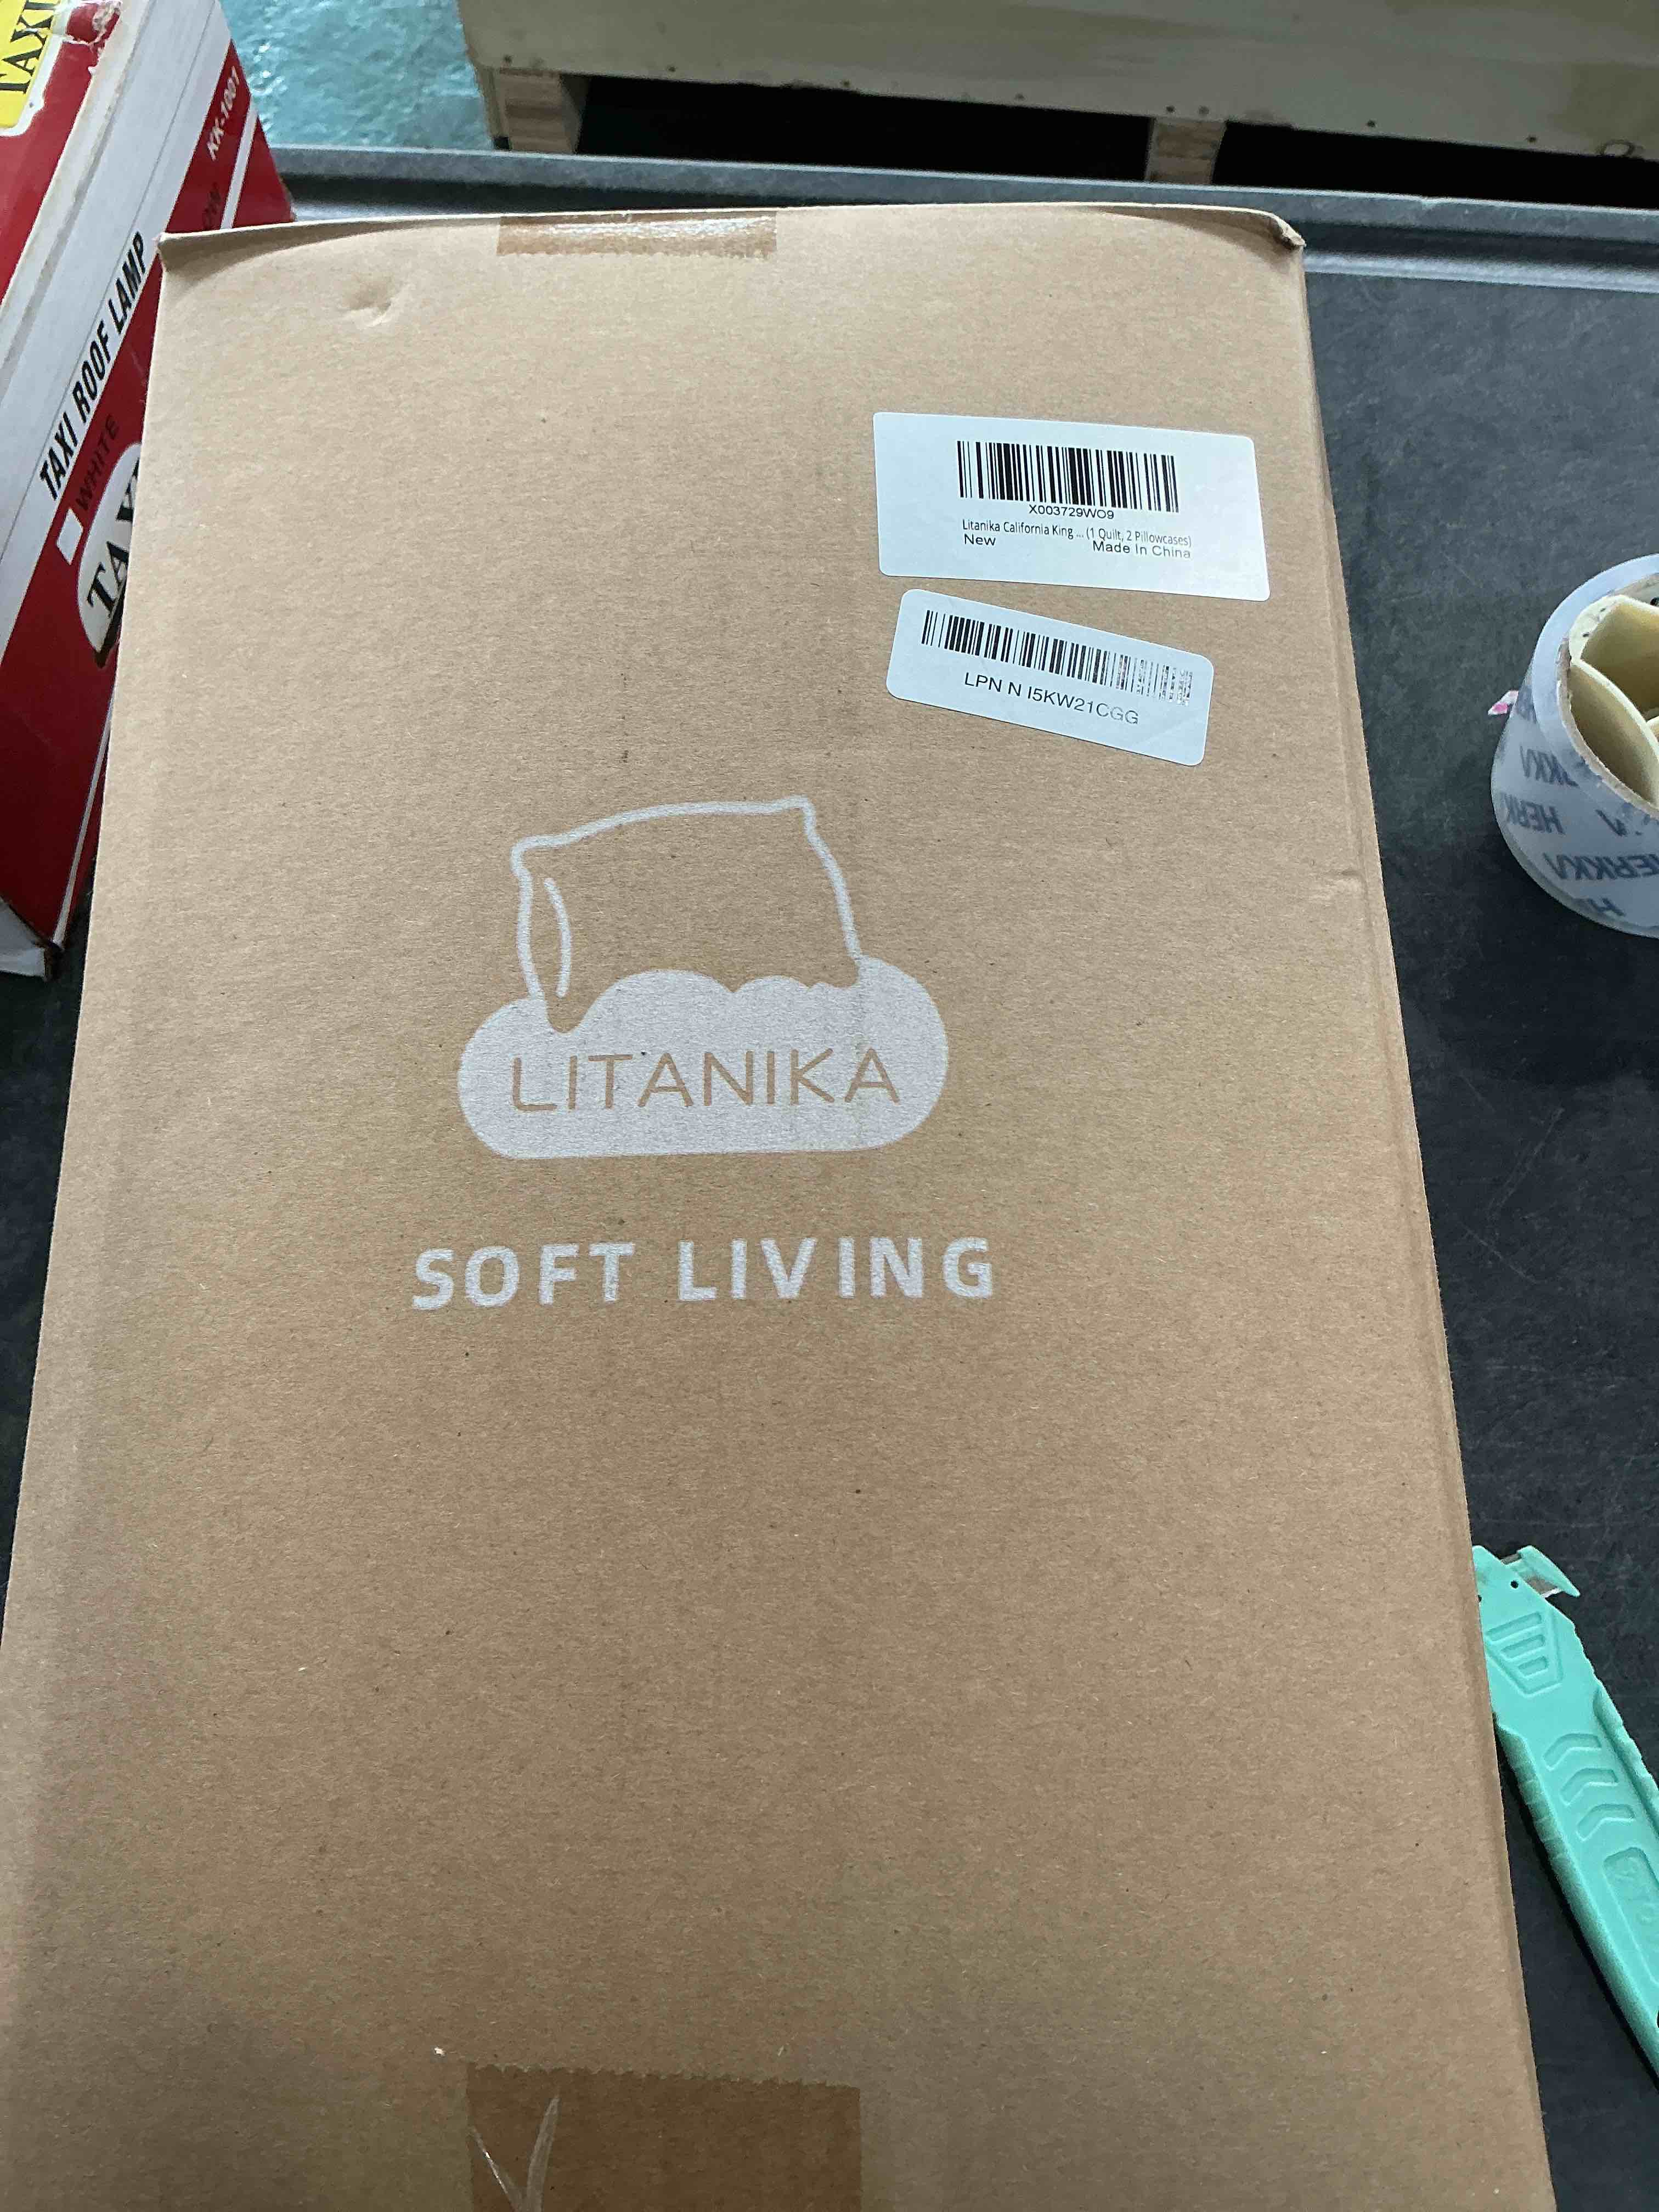 TAXI
KK-1001
TAXI ROOF LAMP
WHITE
X003729WO9
Litanika California King ... (1 Quilt, 2 Pillowcases)
New
Made In China
LPN N I5KW21CGG
LITANIKA
SOFT LIVING
HERKKA